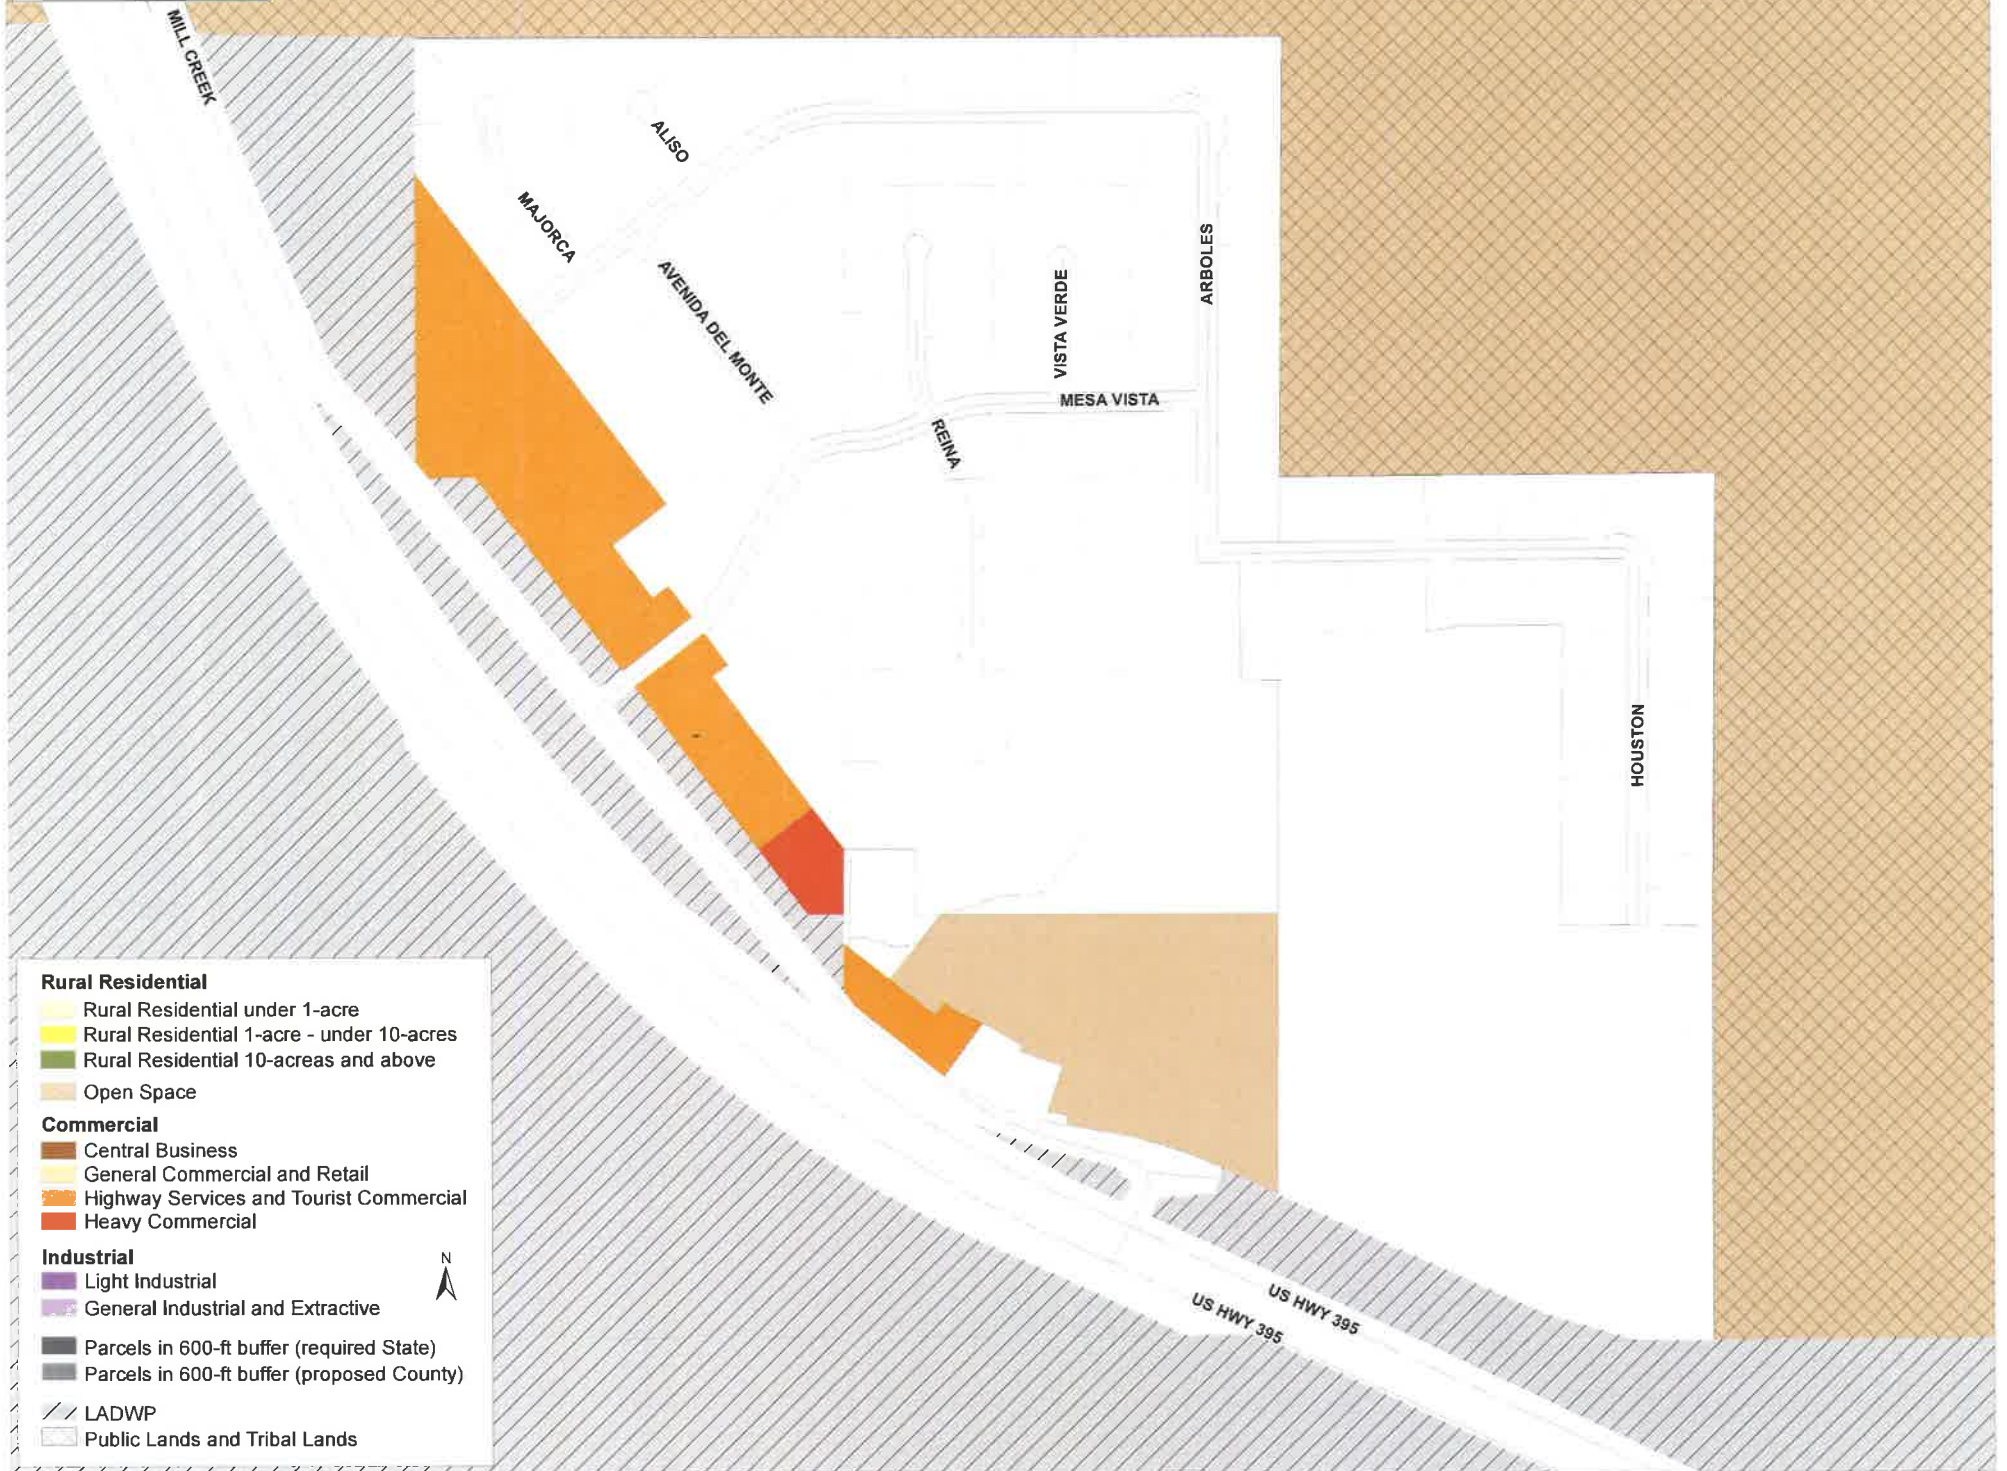 MILL CREEK
ALISO
MAJORCA
AVENIDA DEL MONTE
ARBOLES
VISTA VERDE
MESA VISTA
REINA
HOUSTON
US HWY 395
US HWY 395
Rural Residential
Rural Residential under 1-acre
Rural Residential 1-acre - under 10-acres
Rural Residential 10-acreas and above
Open Space
Commercial
Central Business
General Commercial and Retail
Highway Services and Tourist Commercial
Heavy Commercial
Industrial
N
Light Industrial
General Industrial and Extractive
Parcels in 600-ft buffer (required State)
Parcels in 600-ft buffer (proposed County)
LADWP
Public Lands and Tribal Lands